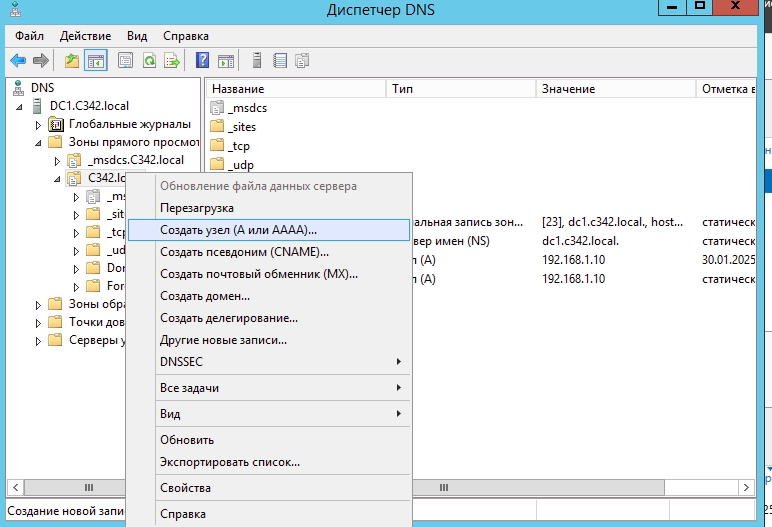 Диспетчер DNS
Файл Действие Вид Справка
DNS
DC1.C342.local
Глобальные журналы
Зоны прямого просмот
_msdcs.C342.local
C342.lo
_ms
_sit
_tcp
_ud
Do
For
Зоны обра
Точки дов
Серверы у
Название Тип Значение Отметка в
_msdcs
_sites
_tcp
_udp
альная запись зон... [23], dc1.c342.local., host... статическ
вер имен (NS) dc1.c342.local. статическ
л (A) 192.168.1.10 30.01.2025
л (A) 192.168.1.10 статическ
Обновление файла данных сервера
Перезагрузка
Создать узел (A или AAAA)...
Создать псевдоним (CNAME)...
Создать почтовый обменник (MX)...
Создать домен...
Создать делегирование...
Другие новые записи...
DNSSEC
Все задачи
Вид
Обновить
Экспортировать список...
Свойства
Справка
Создание новой запи